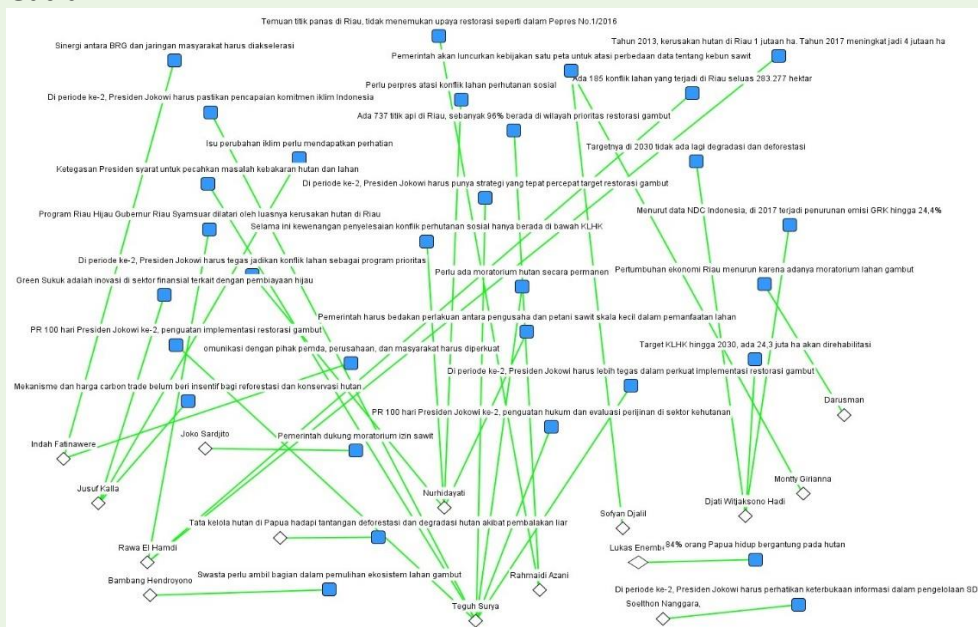 Temuan titik panas di Riau, tidak menemukan upaya restorasi seperti dalam Pepres No.1/2016
Sinergi antara BRG dan jaringan masyarakat harus diakselerasi
Tahun 2013, kerusakan hutan di Riau 1 jutaan ha. Tahun 2017 meningkat jadi 4 jutaan ha
Pemerintah akan luncurkan kebijakan satu peta untuk atasi perbedaan data tentang kebun sawit
Ada 185 konflik lahan yang terjadi di Riau seluas 283.277 hektar
Perlu perpres atasi konflik lahan perhutanan sosial
Di periode ke-2, Presiden Jokowi harus pastikan pencapaian komitmen iklim Indonesia
Ada 737 titik api di Riau, sebanyak 96% berada di wilayah prioritas restorasi gambut
Isu perubahan iklim perlu mendapatkan perhatian
Targetnya di 2030 tidak ada lagi degradasi dan deforestasi
Ketegasan Presiden syarat untuk pecahkan masalah kebakaran hutan dan lahan
Di periode ke-2, Presiden Jokowi harus punya strategi yang tepat percepat target restorasi gambut
Menurut data NDC Indonesia, di 2017 terjadi penurunan emisi GRK hingga 24,4%
Program Riau Hijau Gubernur Riau Syamsuar dilatari oleh luasnya kerusakan hutan di Riau
Selama ini kewenangan penyelesaian konflik perhutanan sosial hanya berada di bawah KLHK
Di periode ke-2, Presiden Jokowi harus tegas jadikan konflik lahan sebagai program prioritas
Perlu ada moratorium hutan secara permanen
Pertumbuhan ekonomi Riau menurun karena adanya moratorium lahan gambut
Green Sukuk adalah inovasi di sektor finansial terkait dengan pembiayaan hijau
Pemerintah harus bedakan perlakuan antara pengusaha dan petani sawit skala kecil dalam pemanfaatan lahan
PR 100 hari Presiden Jokowi ke-2, penguatan implementasi restorasi gambut
omunikasi dengan pihak pemda, perusahaan, dan masyarakat harus diperkuat
Target KLHK hingga 2030, ada 24,3 juta ha akan direhabilitasi
Di periode ke-2, Presiden Jokowi harus lebih tegas dalam perkuat implementasi restorasi gambut
Mekanisme dan harga carbon trade belum beri insentif bagi reforestasi dan konservasi hutan
Darusman
PR 100 hari Presiden Jokowi ke-2, penguatan hukum dan evaluasi perijinan di sektor kehutanan
Joko Sardjito
Pemerintah dukung moratorium izin sawit
Indah Fatinawere
Montty Girianna
Jusuf Kalla
Nurhidayati
Djati Witjaksono Hadi
Sofyan Djalil
Tata kelola hutan di Papua hadapi tantangan deforestasi dan degradasi hutan akibat pembalakan liar
Rawa El Hamdi
Lukas Enemb
84% orang Papua hidup bergantung pada hutan
Swasta perlu ambil bagian dalam pemulihan ekosistem lahan gambut
Rahmaidi Azani
Bambang Hendroyono
Di periode ke-2, Presiden Jokowi harus perhatikan keterbukaan informasi dalam pengelolaan SD
Teguh Surya
Soelthon Nanggara,